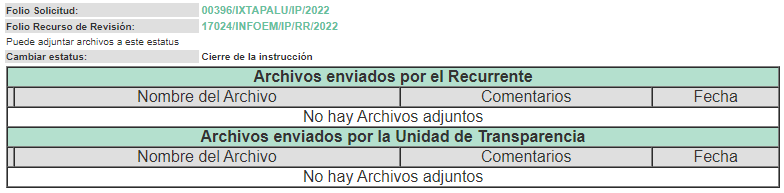 Folio Solicitud: 00396/IXTAPALU/IP/2022
Folio Recurso de Revisión: 17024/INFOEM/IP/RR/2022
Puede adjuntar archivos a este estatus
Cambiar estatus: Cierre de la instrucción
Archivos enviados por el Recurrente
Nombre del Archivo Comentarios Fecha
No hay Archivos adjuntos
Archivos enviados por la Unidad de Transparencia
Nombre del Archivo Comentarios Fecha
No hay Archivos adjuntos